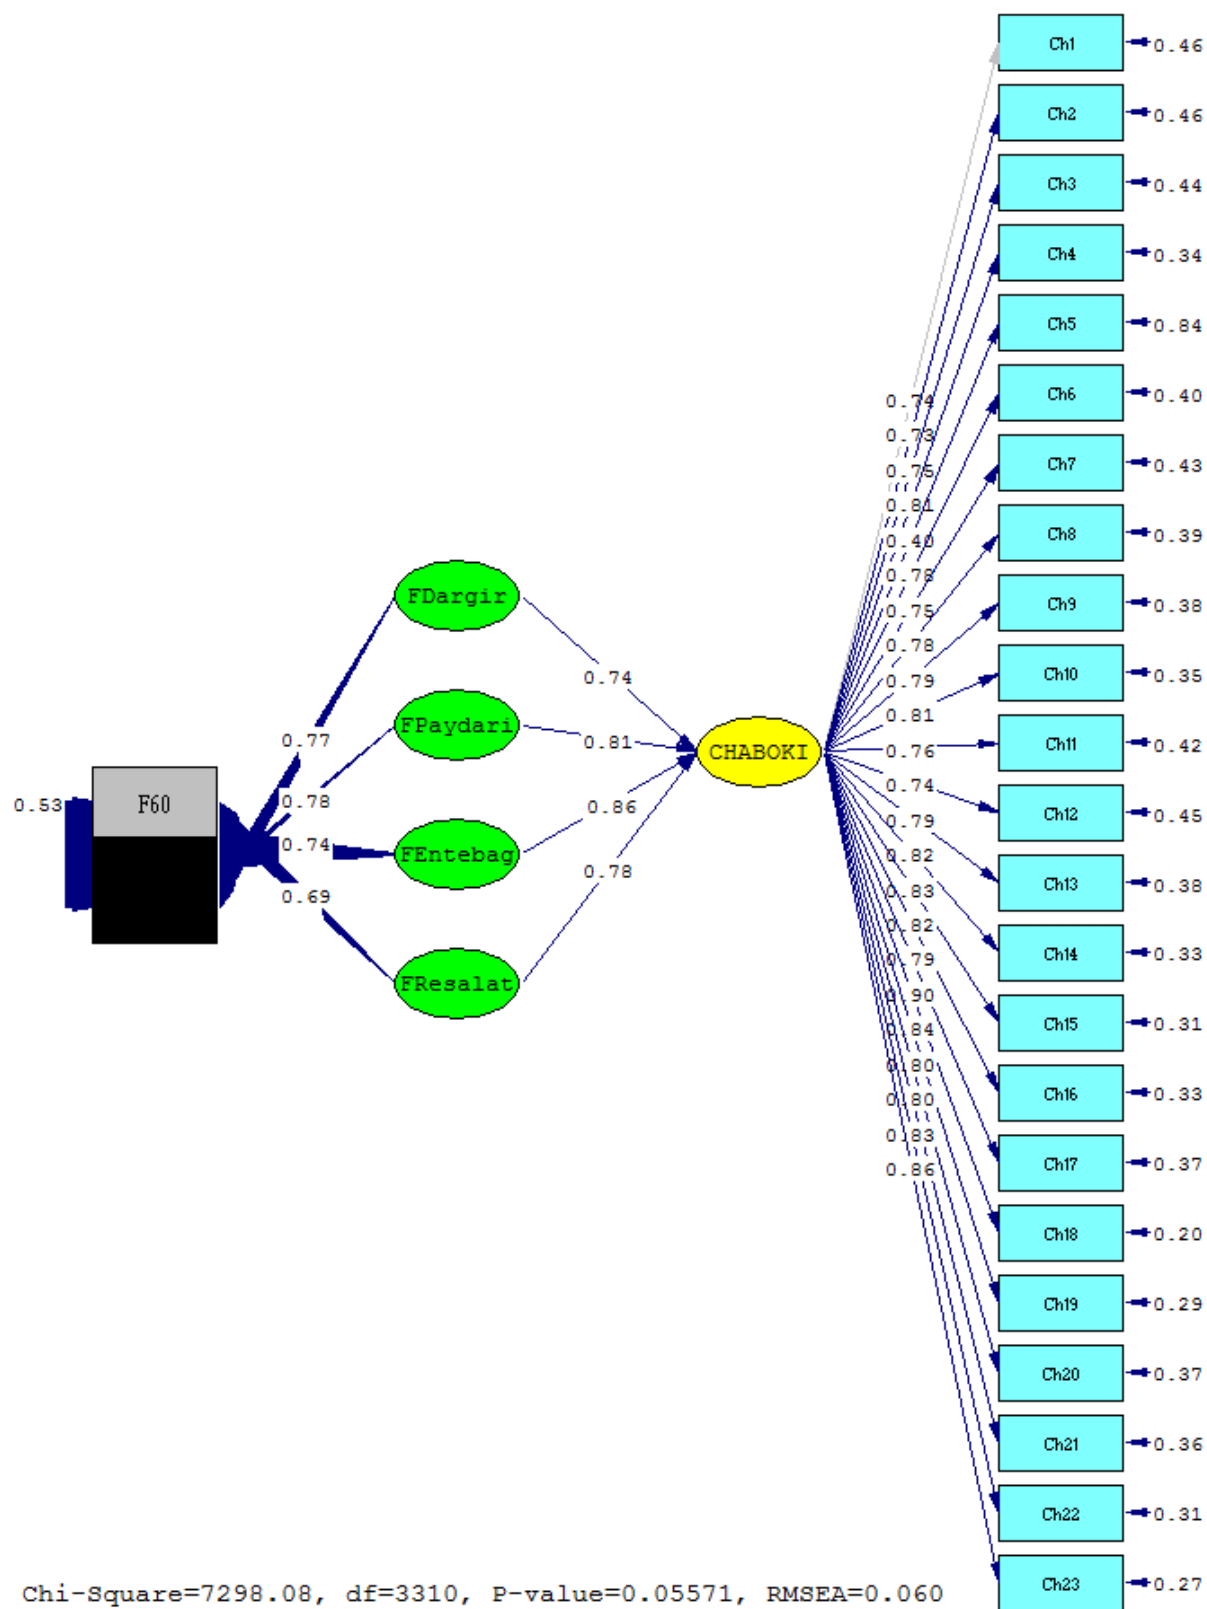 Ch1
0.46
Ch2
0.46
Ch3
0.44
Ch4
0.34
Ch5
0.84
Ch6
0.40
Ch7
0.43
Ch8
0.39
Ch9
0.38
Ch10
0.35
Ch11
0.42
Ch12
0.45
Ch13
0.38
Ch14
0.33
Ch15
0.31
Ch16
0.33
Ch17
0.37
Ch18
0.20
Ch19
0.29
Ch20
0.37
Ch21
0.36
Ch22
0.31
Ch23
0.27
0.74
0.73
0.75
0.81
0.40
0.78
0.75
0.78
0.79
0.81
0.76
0.74
0.79
0.82
0.83
0.82
0.79
0.90
0.84
0.80
0.80
0.83
0.86
CHABOKI
FDargir
FPaydari
FEntebag
FResalat
0.74
0.81
0.86
0.78
0.77
0.78
0.74
0.69
0.53
F60
Chi-Square=7298.08, df=3310, P-value=0.05571, RMSEA=0.060